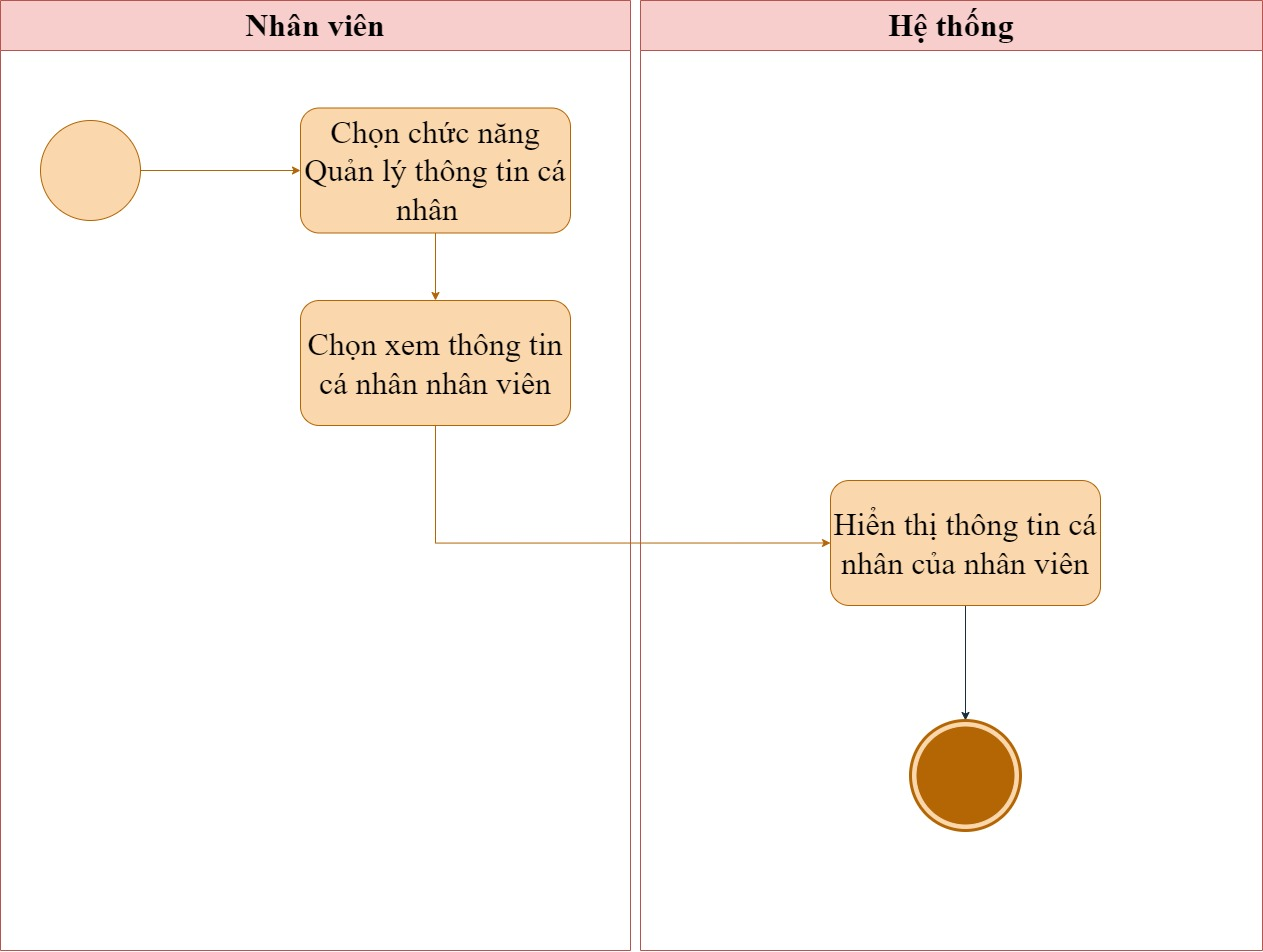 Nhân viên
Hệ thống
Chọn chức năng
Quản lý thông tin cá
nhân
Chọn xem thông tin
cá nhân nhân viên
Hiển thị thông tin cá
nhân của nhân viên